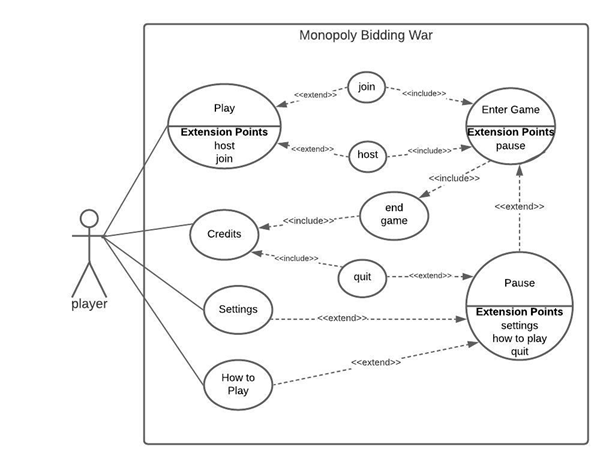 Monopoly Bidding War
Play
Extension Points
host
join
<<extend>>
join
<<include>>
Enter Game
Extension Points
pause
<<extend>>
host
<<include>>
<<include>>
end
game
<<include>>
Credits
<<extend>>
<<include>>
quit
<<extend>>
Pause
Extension Points
settings
how to play
quit
Settings
<<extend>>
How to
Play
<<extend>>
player